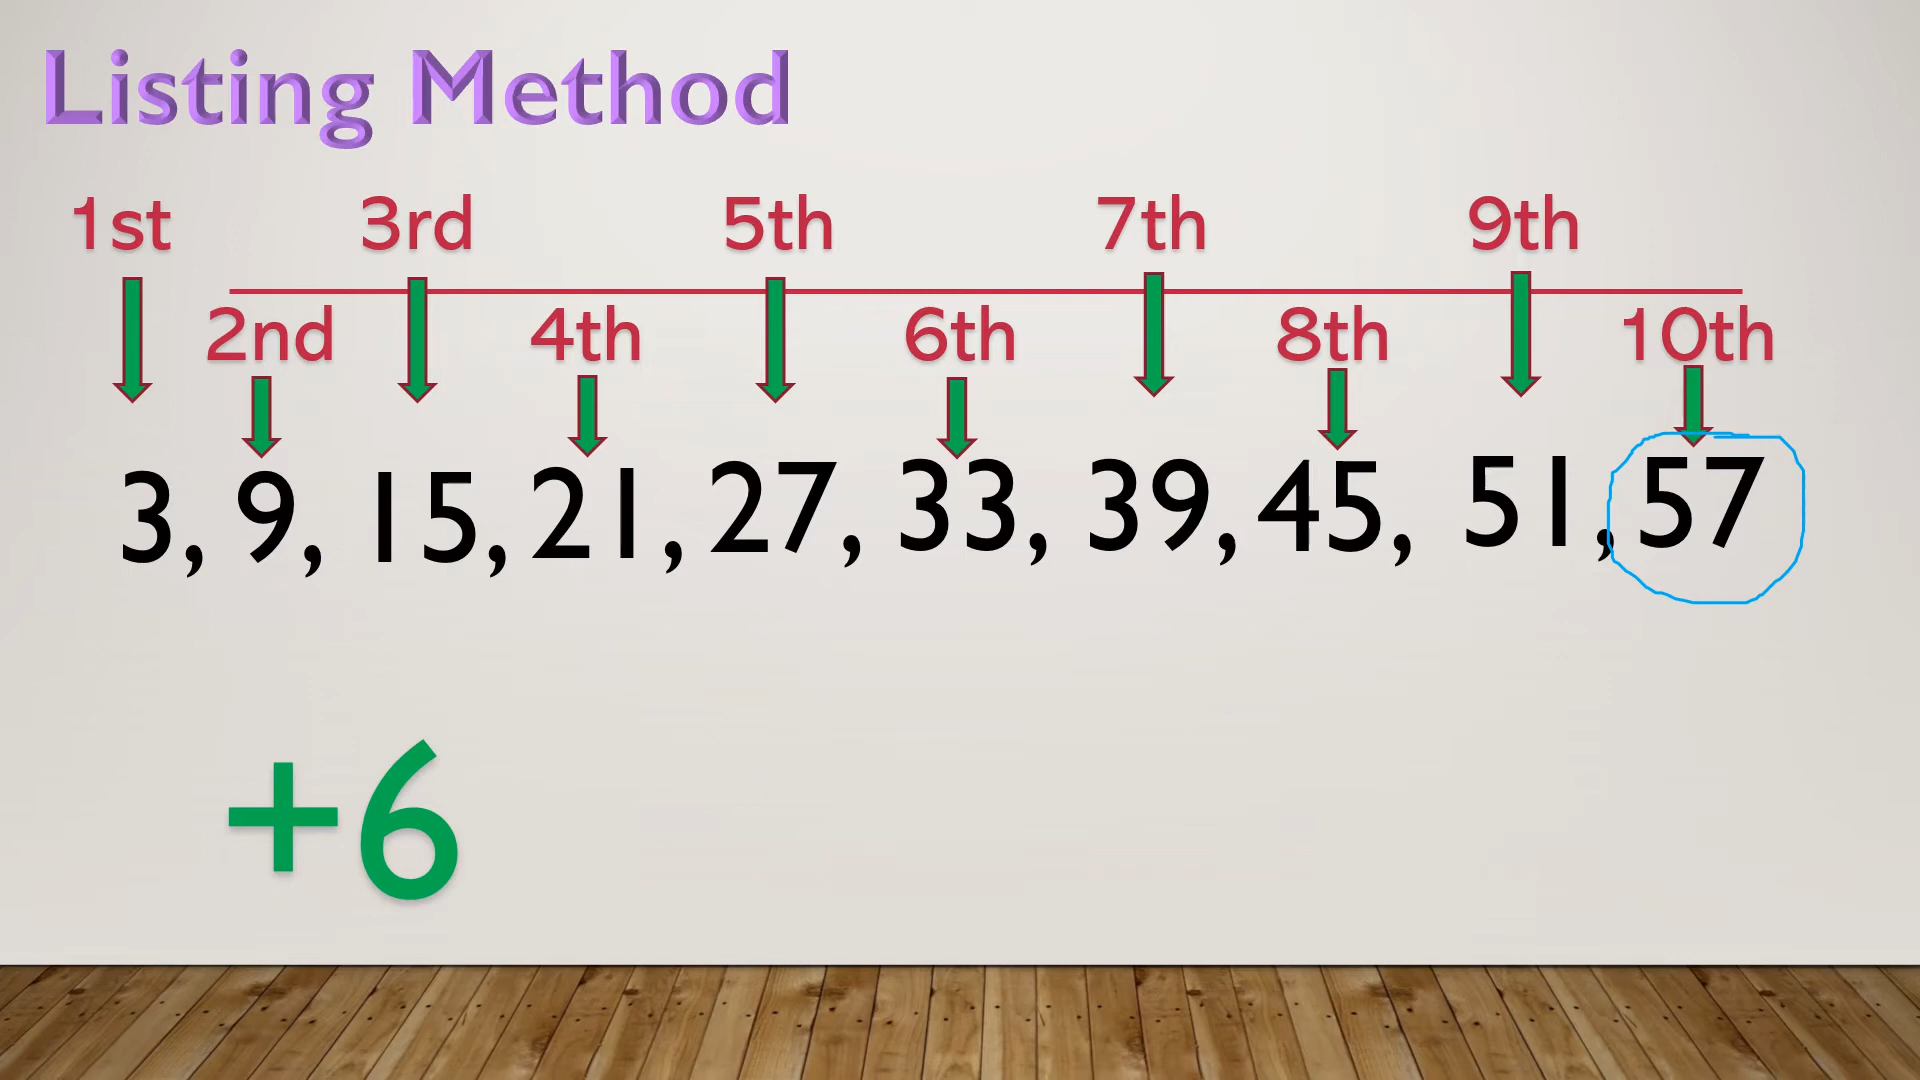 Listing Method
1st 3rd 5th 7th 9th
2nd 4th 6th 8th 10th
3, 9, 15, 21, 27, 33, 39, 45, 51, 57
+6